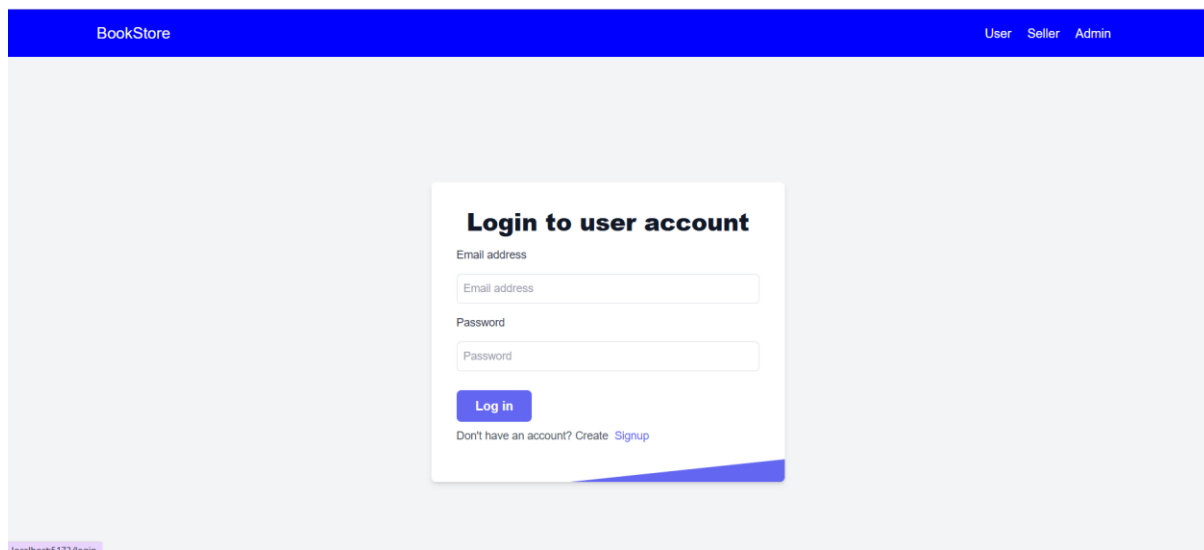 BookStore User Seller Admin
Login to user account
Email address
Email address
Password
Password
Log in
Don't have an account? Create Signup